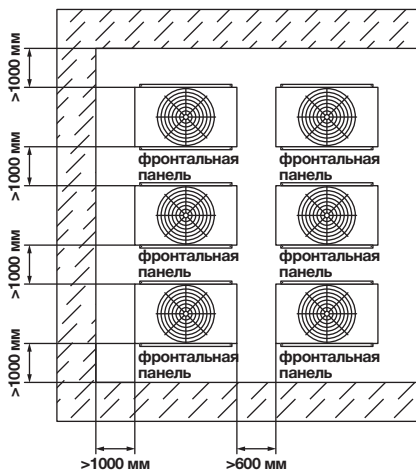 >1000 мм
фронтальная
панель
фронтальная
панель
>1000 мм
фронтальная
панель
фронтальная
панель
>1000 мм
фронтальная
панель
фронтальная
панель
>1000 мм
>1000 мм
>600 мм